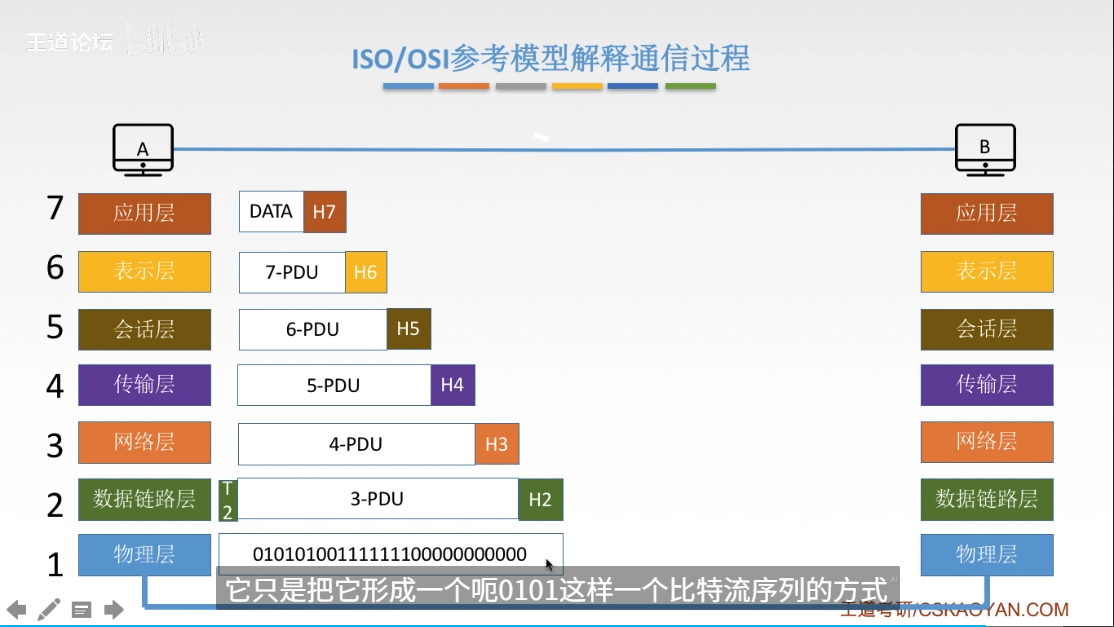 王道论坛
ISO/OSI参考模型解释通信过程
A
B
7 应用层 DATA H7 应用层
6 表示层 7-PDU H6 表示层
5 会话层 6-PDU H5 会话层
4 传输层 5-PDU H4 传输层
3 网络层 4-PDU H3 网络层
2 数据链路层 T2 3-PDU H2 数据链路层
1 物理层 0101010011111110000000000 物理层
它只是把它形成一个呃0101这样一个比特流序列的方式
王道考研/CSKAOYAN.COM